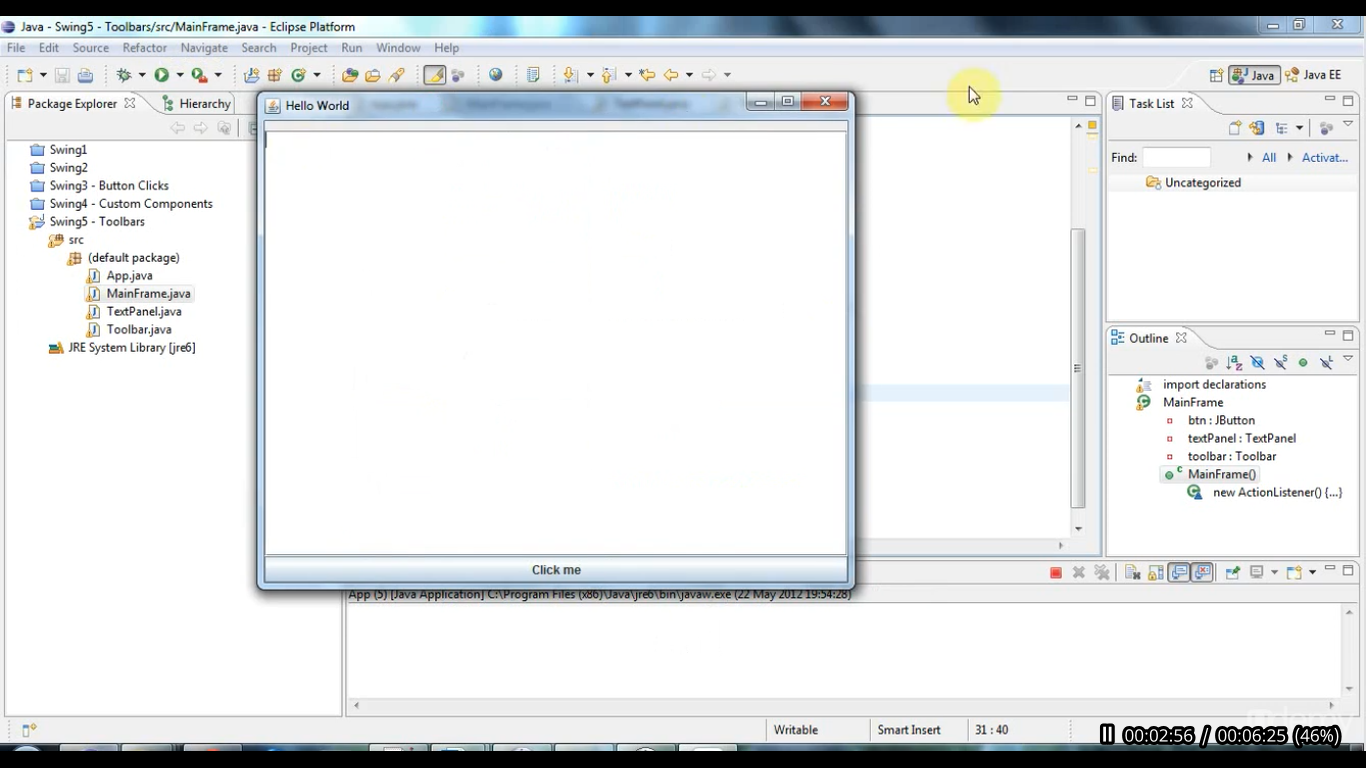 Java - Swing5 - Toolbars/src/MainFrame.java - Eclipse Platform
File Edit Source Refactor Navigate Search Project Run Window Help
Java Java EE
Package Explorer Hierarchy
Hello World
Task List
Find: All Activat...
Uncategorized
Swing1
Swing2
Swing3 - Button Clicks
Swing4 - Custom Components
Swing5 - Toolbars
src
(default package)
App.java
MainFrame.java
TextPanel.java
Toolbar.java
JRE System Library [jre6]
Outline
import declarations
MainFrame
btn : JButton
textPanel : TextPanel
toolbar : Toolbar
MainFrame()
new ActionListener() {...}
Click me
App (5) [Java Application] C:\Program Files (x86)\Java\jre6\bin\javaw.exe (22 May 2012 19:54:28)
Writable Smart Insert 31 : 40
00:02:56 / 00:06:25 (46%)